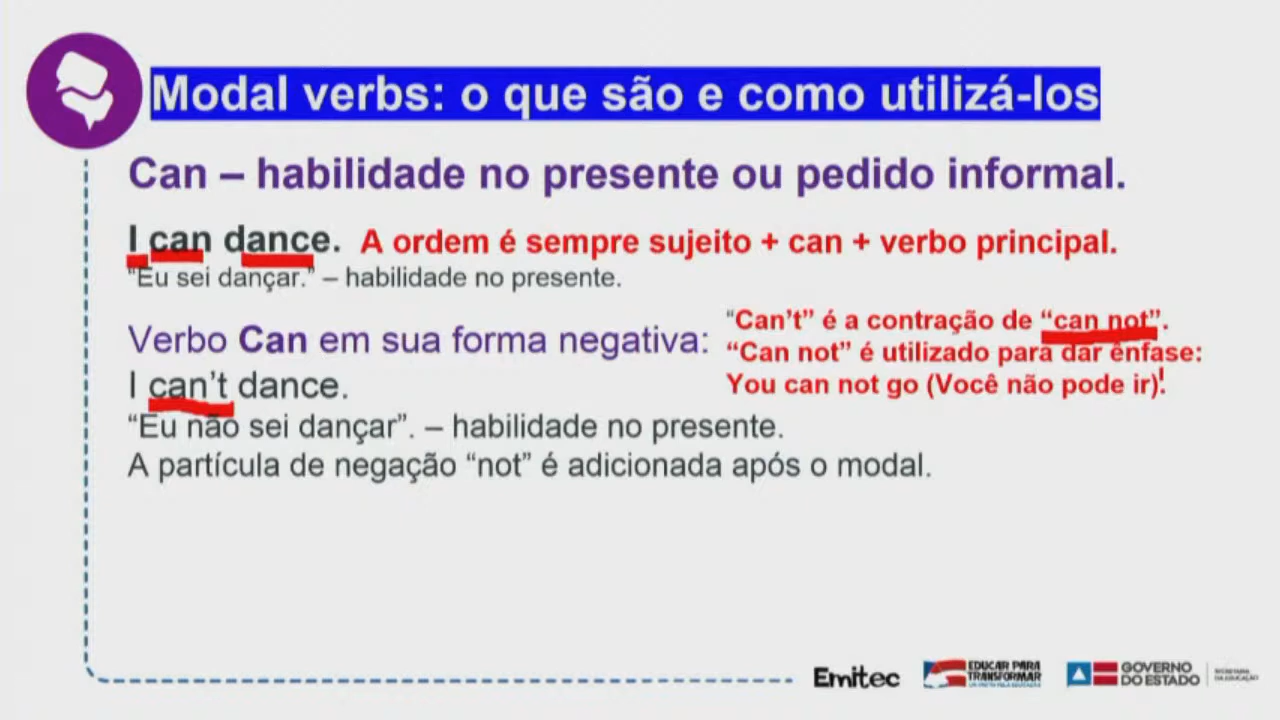 Modal verbs: o que são e como utilizá-los
Can – habilidade no presente ou pedido informal.
I can dance. A ordem é sempre sujeito + can + verbo principal.
“Eu sei dançar.” – habilidade no presente.
Verbo Can em sua forma negativa:
I can’t dance.
“Can’t” é a contração de “can not”.
“Can not” é utilizado para dar ênfase:
You can not go (Você não pode ir)!
“Eu não sei dançar”. – habilidade no presente.
A partícula de negação “not” é adicionada após o modal.
Emitec
EDUCAR PARA
TRANSFORMAR
GOVERNO
DO ESTADO
SECRETARIA
DA EDUCAÇÃO